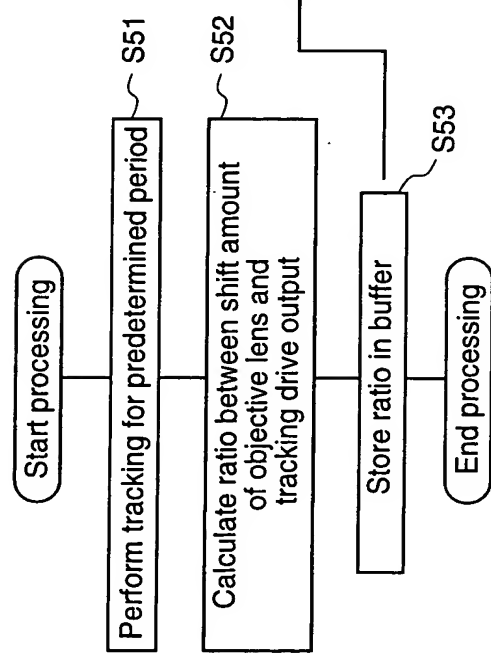 Start processing
Perform tracking for predetermined period
S51
Calculate ratio between shift amount
of objective lens and
tracking drive output
S52
Store ratio in buffer
S53
End processing